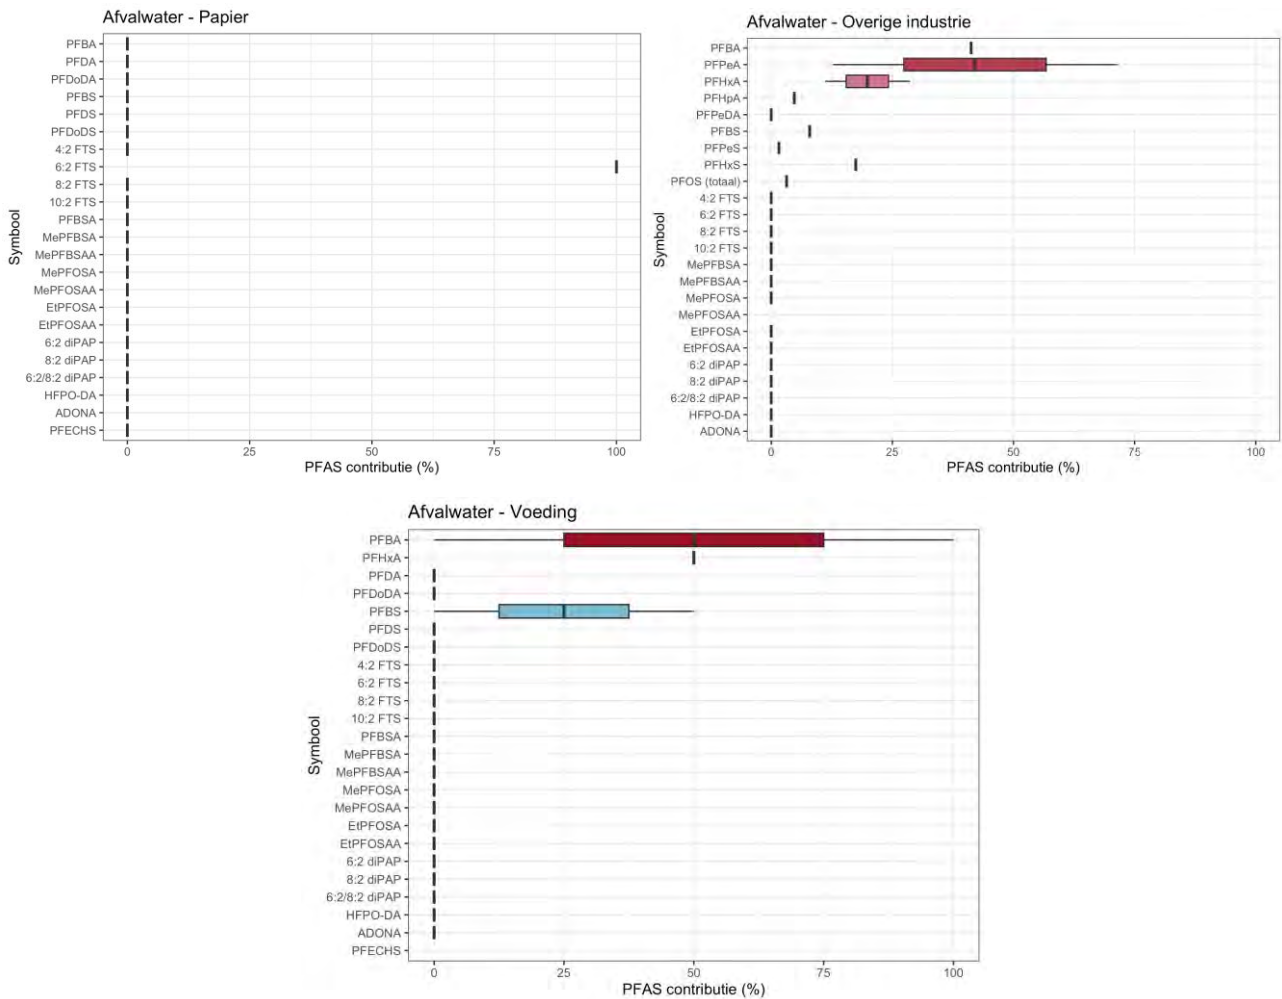 Afvalwater - Papier
PFBA
PFDA
PFDoDA
PFBS
PFDS
PFDoDS
4:2 FTS
6:2 FTS
8:2 FTS
10:2 FTS
PFBSA
MePFBSA
MePFBSAA
MePFOSA
MePFOSAA
EtPFOSA
EtPFOSAA
6:2 diPAP
8:2 diPAP
6:2/8:2 diPAP
HFPO-DA
ADONA
PFECHS
Symbool
0 25 50 75 100
PFAS contributie (%)
Afvalwater - Overige industrie
PFBA
PFPeA
PFHxA
PFHpA
PFPeDA
PFBS
PFPeS
PFHxS
PFOS (totaal)
4:2 FTS
6:2 FTS
8:2 FTS
10:2 FTS
MePFBSA
MePFBSAA
MePFOSA
MePFOSAA
EtPFOSA
EtPFOSAA
6:2 diPAP
8:2 diPAP
6:2/8:2 diPAP
HFPO-DA
ADONA
Symbool
0 25 50 75 100
PFAS contributie (%)
Afvalwater - Voeding
PFBA
PFHxA
PFDA
PFDoDA
PFBS
PFDS
PFDoDS
4:2 FTS
6:2 FTS
8:2 FTS
10:2 FTS
PFBSA
MePFBSA
MePFBSAA
MePFOSA
MePFOSAA
EtPFOSA
EtPFOSAA
6:2 diPAP
8:2 diPAP
6:2/8:2 diPAP
HFPO-DA
ADONA
PFECHS
Symbool
0 25 50 75 100
PFAS contributie (%)